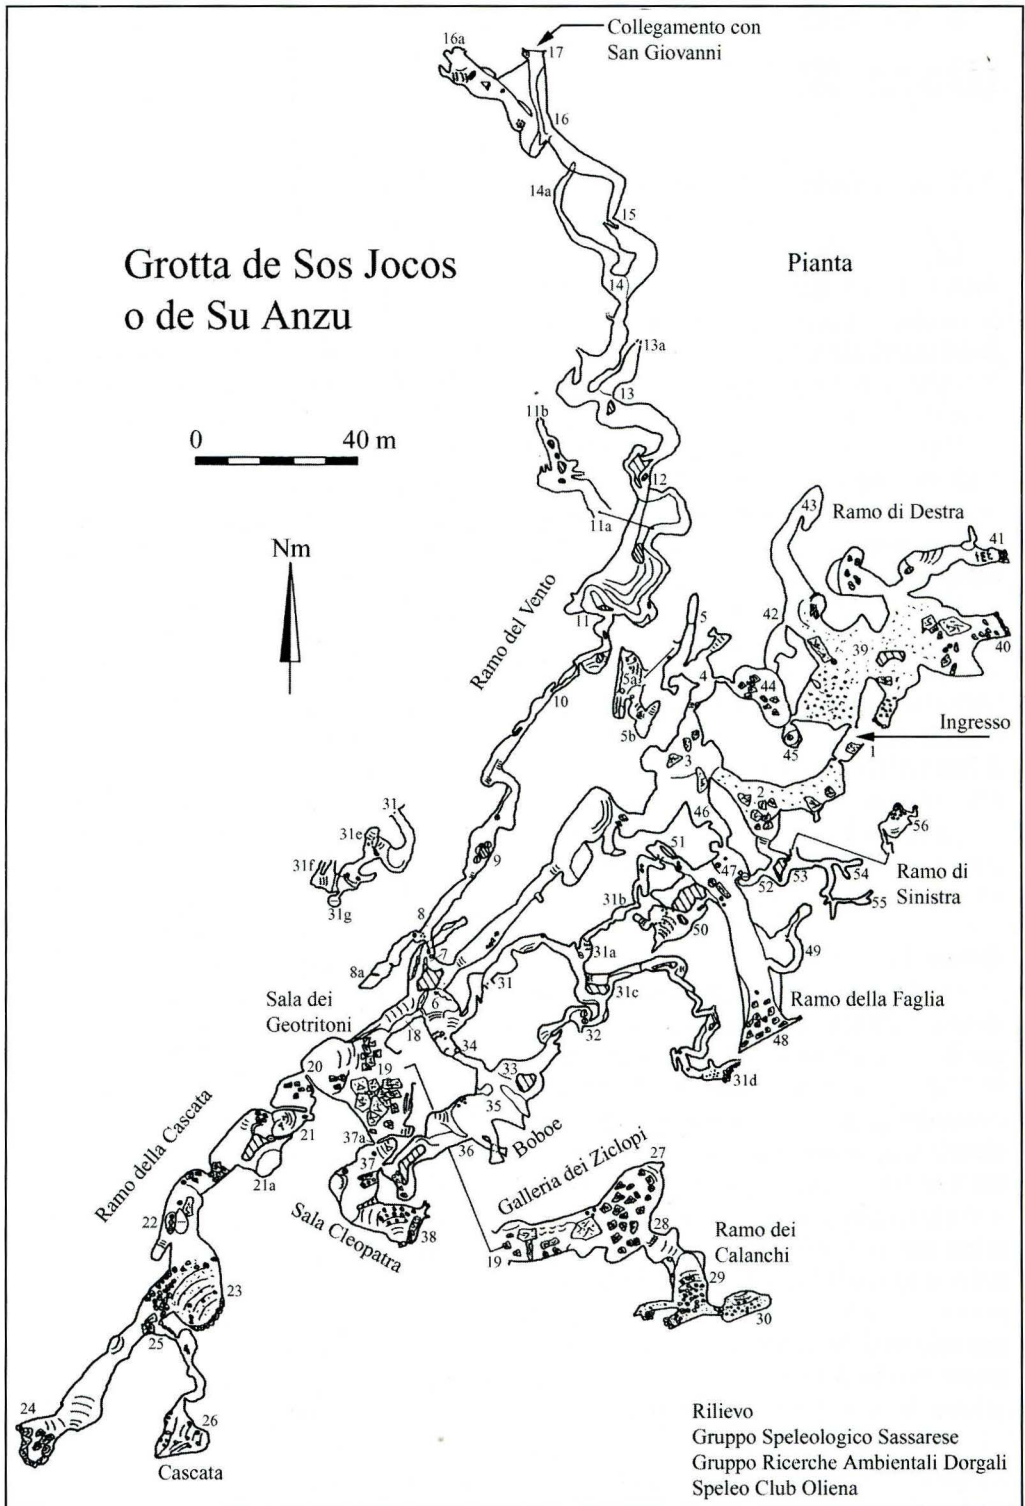 16a
17
Collegamento con
San Giovanni
16
14a
15
Grotta de Sos Jocos
o de Su Anzu
Pianta
14
13a
13
11b
0 40 m
12
11a
43
Ramo di Destra
41
Nm
Ramo del Vento
11
5
42
39
40
10
5a
4
44
5b
45
Ingresso
1
3
2
46
31
31e
31f
31g
9
51
56
47
52
53
54
55
Ramo di
Sinistra
31b
50
49
8
7
8a
31a
31
31c
6
Sala dei
Geotritoni
18
34
32
Ramo della Faglia
48
31d
20
19
33
35
21
37a
36
Boboe
37
21a
Ramo della Cascata
Sala Cleopatra
38
Galleria dei Ziclopi
27
19
28
Ramo dei
Calanchi
29
30
22
23
25
24
26
Cascata
Rilievo
Gruppo Speleologico Sassarese
Gruppo Ricerche Ambientali Dorgali
Speleo Club Oliena